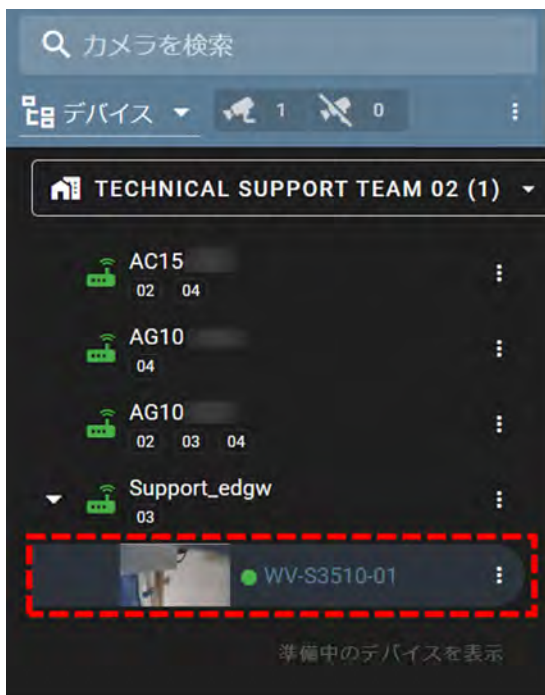 カメラを検索
デバイス 1 0
TECHNICAL SUPPORT TEAM 02 (1)
AC15
02 04
AG10
04
AG10
02 03 04
Support_edgw
03
WV-S3510-01
準備中のデバイスを表示